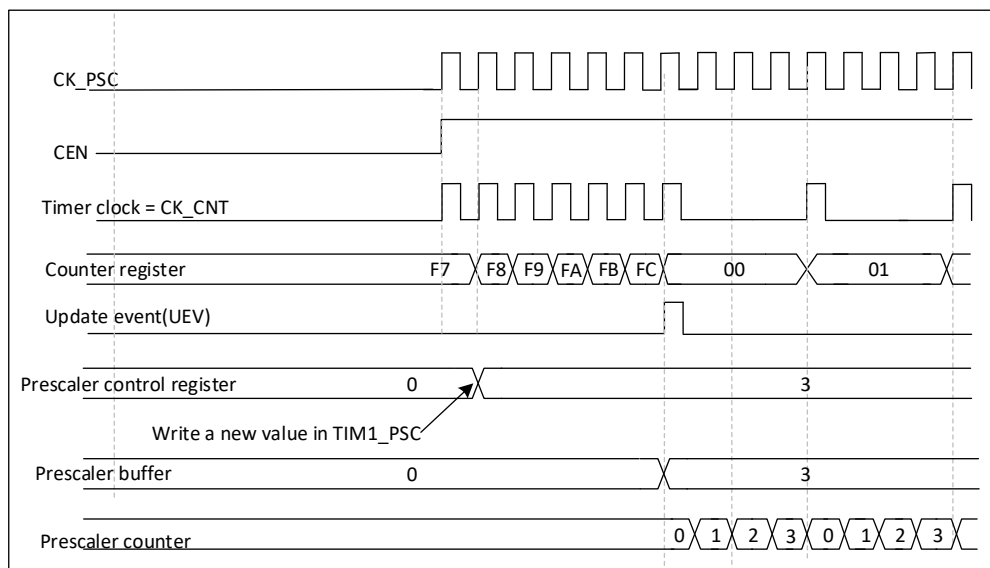 CK_PSC
CEN
Timer clock = CK_CNT
Counter register F7 F8 F9 FA FB FC 00 01
Update event(UEV)
Prescaler control register 0 3
Write a new value in TIM1_PSC
Prescaler buffer 0 3
Prescaler counter 0 1 2 3 0 1 2 3